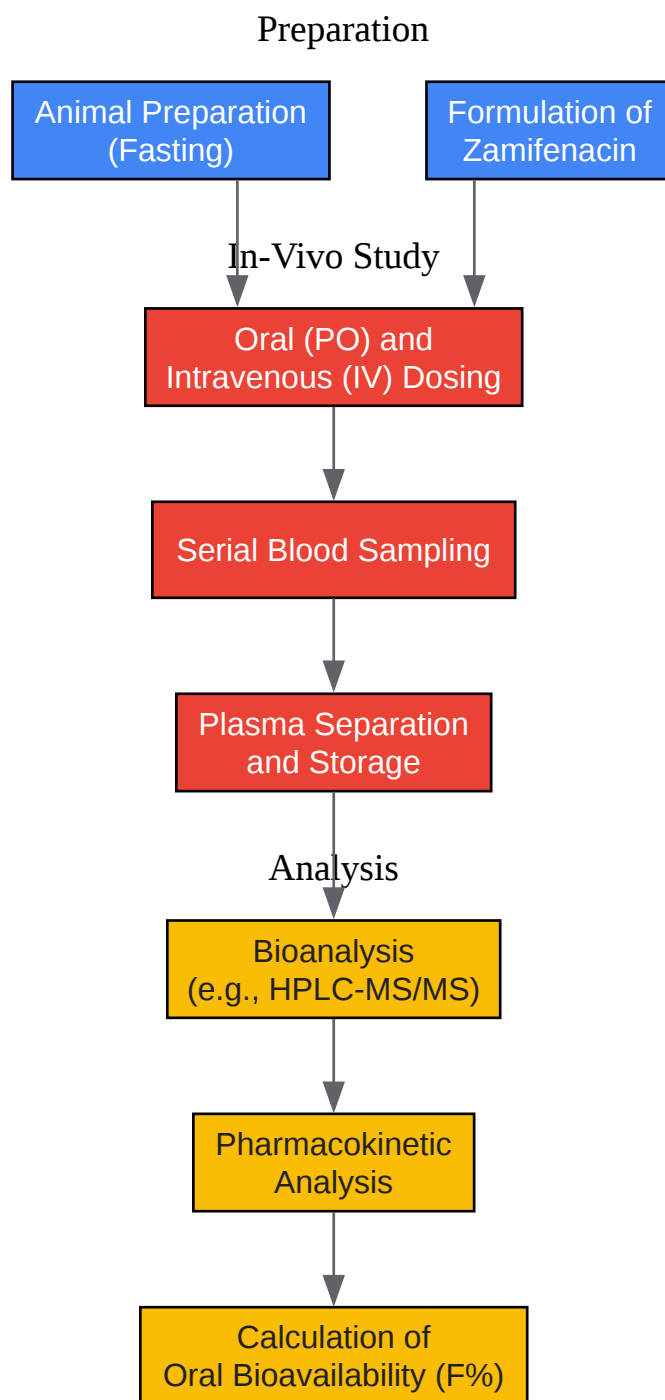 Preparation
Animal Preparation
(Fasting)
Formulation of
Zamifenacin
In-Vivo Study
Oral (PO) and
Intravenous (IV) Dosing
Serial Blood Sampling
Plasma Separation
and Storage
Analysis
Bioanalysis
(e.g., HPLC-MS/MS)
Pharmacokinetic
Analysis
Calculation of
Oral Bioavailability (F%)